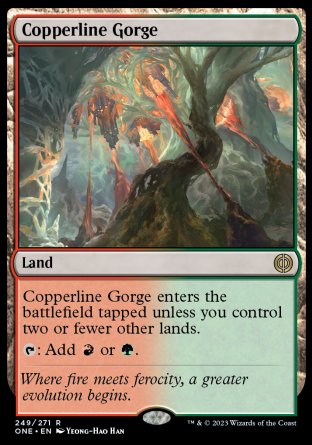 Copperline Gorge
Land
Copperline Gorge enters the
battlefield tapped unless you control
two or fewer other lands.
: Add or .
Where fire meets ferocity, a greater
evolution begins.
249/271 R
ONE • EN Yeong-Hao Han
™ & © 2023 Wizards of the Coast